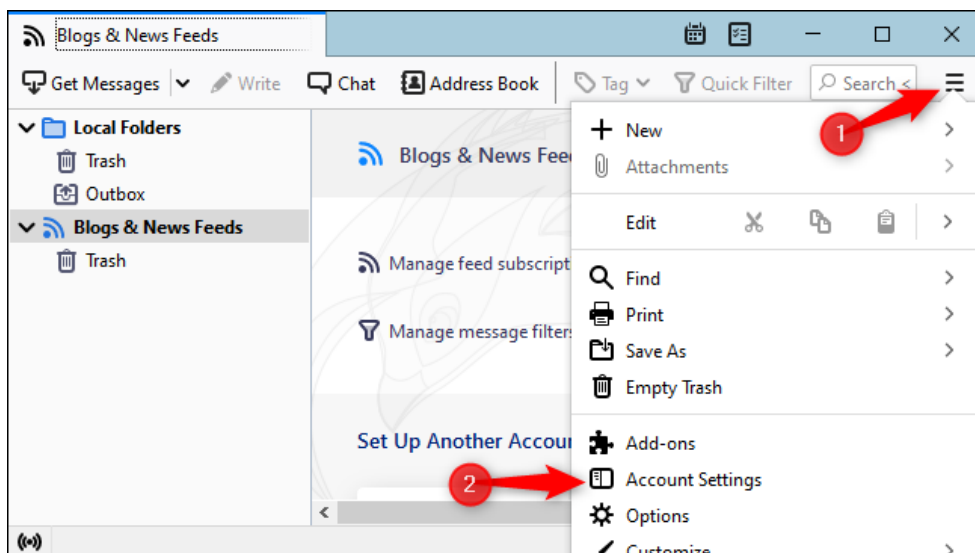 Blogs & News Feeds
Get Messages Write Chat Address Book Tag Quick Filter Search <
Local Folders
Trash
Outbox
Blogs & News Feeds
Trash
Blogs & News Fee
Manage feed subscript
Manage message filters
Set Up Another Accou
1
New
Attachments
Edit
Find
Print
Save As
Empty Trash
Add-ons
2
Account Settings
Options
Customize